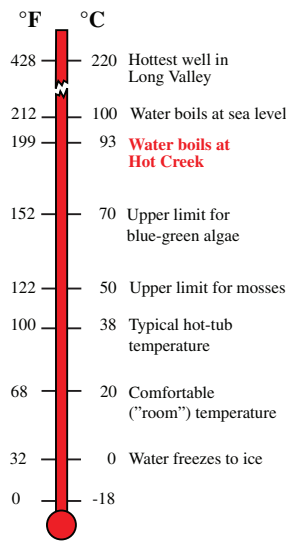 °F °C
428 220 Hottest well in
Long Valley
212 100 Water boils at sea level
199 93 Water boils at
Hot Creek
152 70 Upper limit for
blue-green algae
122 50 Upper limit for mosses
100 38 Typical hot-tub
temperature
68 20 Comfortable
(”room”) temperature
32 0 Water freezes to ice
0 -18